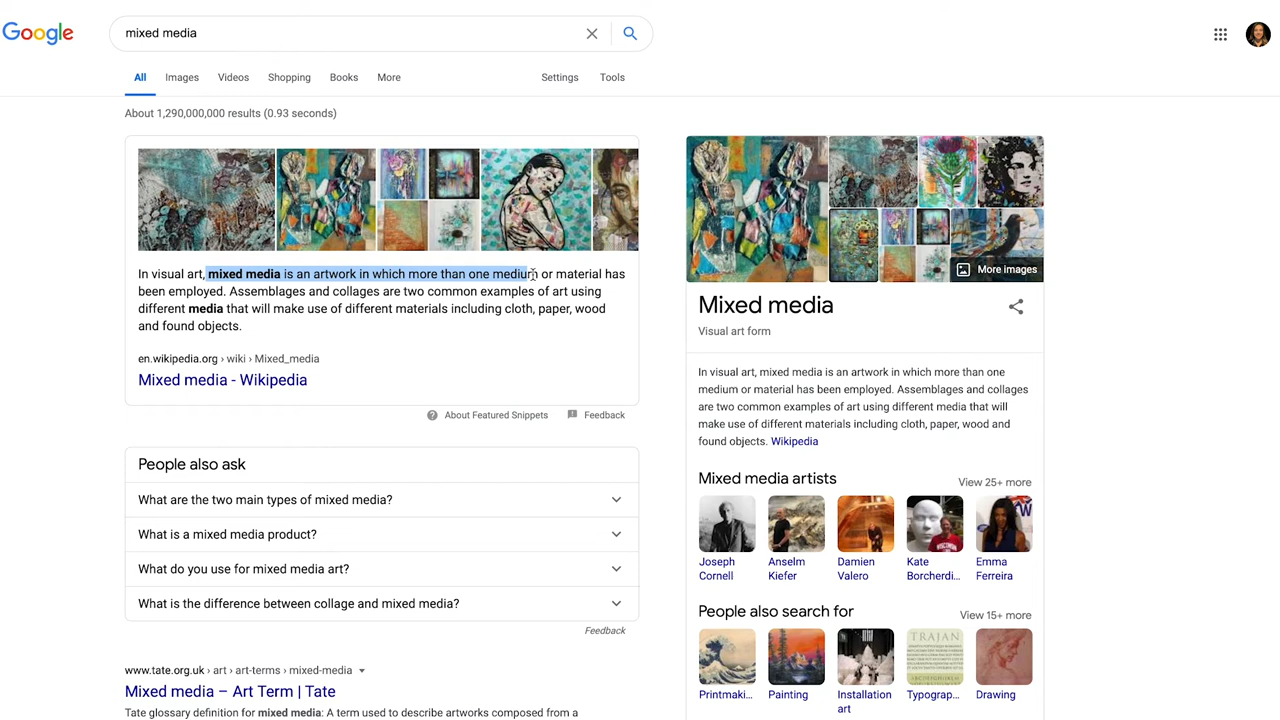 Google
mixed media
All Images Videos Shopping Books More Settings Tools
About 1,290,000,000 results (0.93 seconds)
In visual art, mixed media is an artwork in which more than one medium or material has
been employed. Assemblages and collages are two common examples of art using
different media that will make use of different materials including cloth, paper, wood
and found objects.
en.wikipedia.org › wiki › Mixed_media
Mixed media - Wikipedia
About Featured Snippets Feedback
People also ask
What are the two main types of mixed media?
What is a mixed media product?
What do you use for mixed media art?
What is the difference between collage and mixed media?
Feedback
www.tate.org.uk › art › art-terms › mixed-media
Mixed media – Art Term | Tate
Tate glossary definition for mixed media: A term used to describe artworks composed from a
More images
Mixed media
Visual art form
In visual art, mixed media is an artwork in which more than one
medium or material has been employed. Assemblages and collages
are two common examples of art using different media that will
make use of different materials including cloth, paper, wood and
found objects. Wikipedia
Mixed media artists
View 25+ more
Joseph Cornell
Anselm Kiefer
Damien Valero
Kate Borcherdi...
Emma Ferreira
People also search for
View 15+ more
TRAJAN
Printmaki...
Painting
Installation art
Typograp...
Drawing